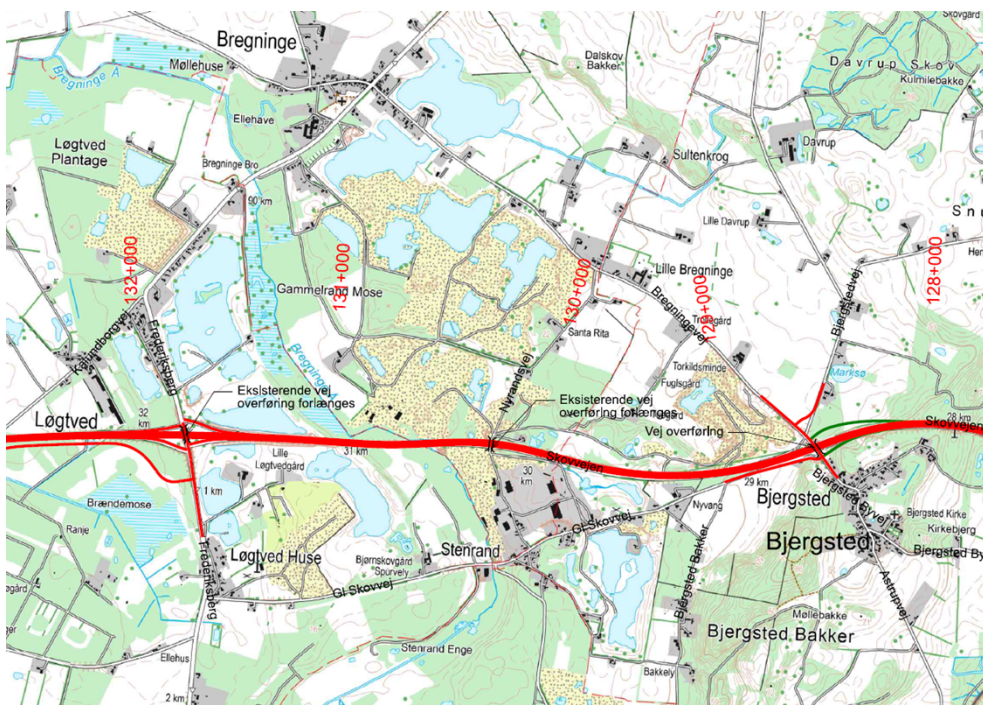 Bregninge
Møllehuse
Bregninge Å
Dalskov
Bakker
Skovgård
Davrup Skov
Kulmilebakke
Ellehave
Løgtved
Plantage
Bregninge Bro
Sultenkrog
Davrup
90 km
Lille Davrup
132+000
131+000
130+000
129+000
128+000
Gammelrand Mose
Lille Bregninge
Bregningevej
Bjergstedvej
Kalundborgvej
Frederiksberg
Santa Rita
Torkildsminde
Fuglsgård
Nyrandsvej
Eksisterende vej
overføring forlænges
Eksisterende vej
overføring forlænges
Vej overføring
Løgtved
32
km
31 km
Skovvejen
Skovvejen
28 km
Lille
Løgtvedgård
30
km
29 km
1 km
Brændemose
Ranje
Nyvang
Bjergsted
Bjergsted Byvej
Bjergsted Kirke
Kirkebjerg
Bjergsted
Bjergsted By
Løgtved Huse
Bjørnskovgård
Spurvely
Stenrand
Gl Skovvej
Gl Skovvej
Frederiksberg
Bjergsted Bakker
Astrupvej
Møllebakke
Bjergsted Bakker
Stenrand Enge
Ellehus
Bakkely
2 km